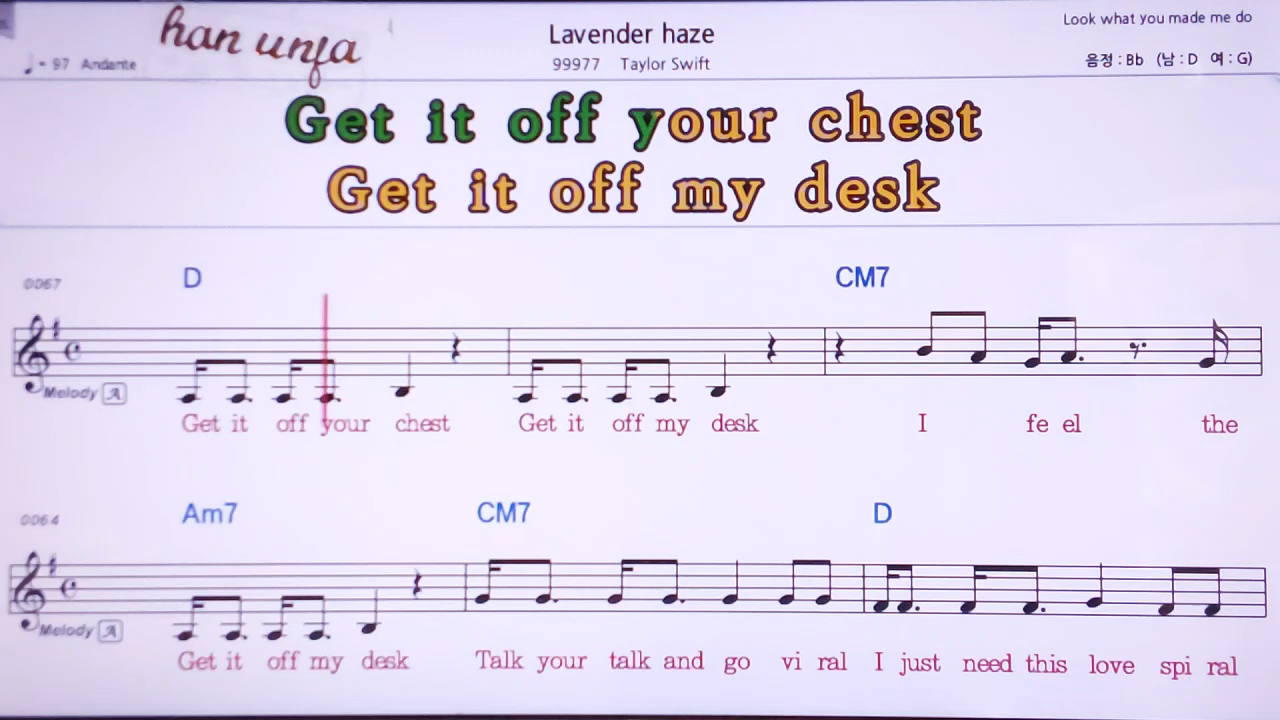 han unfa
Lavender haze
Look what you made me do
♩= 97 Andante
99977 Taylor Swift
음정 : Bb (남 : D 여 : G)
Get it off your chest
Get it off my desk
0067
D CM7
Melody A
Get it off your chest Get it off my desk I fe el the
0064
Am7 CM7 D
Melody A
Get it off my desk Talk your talk and go vi ral I just need this love spi ral